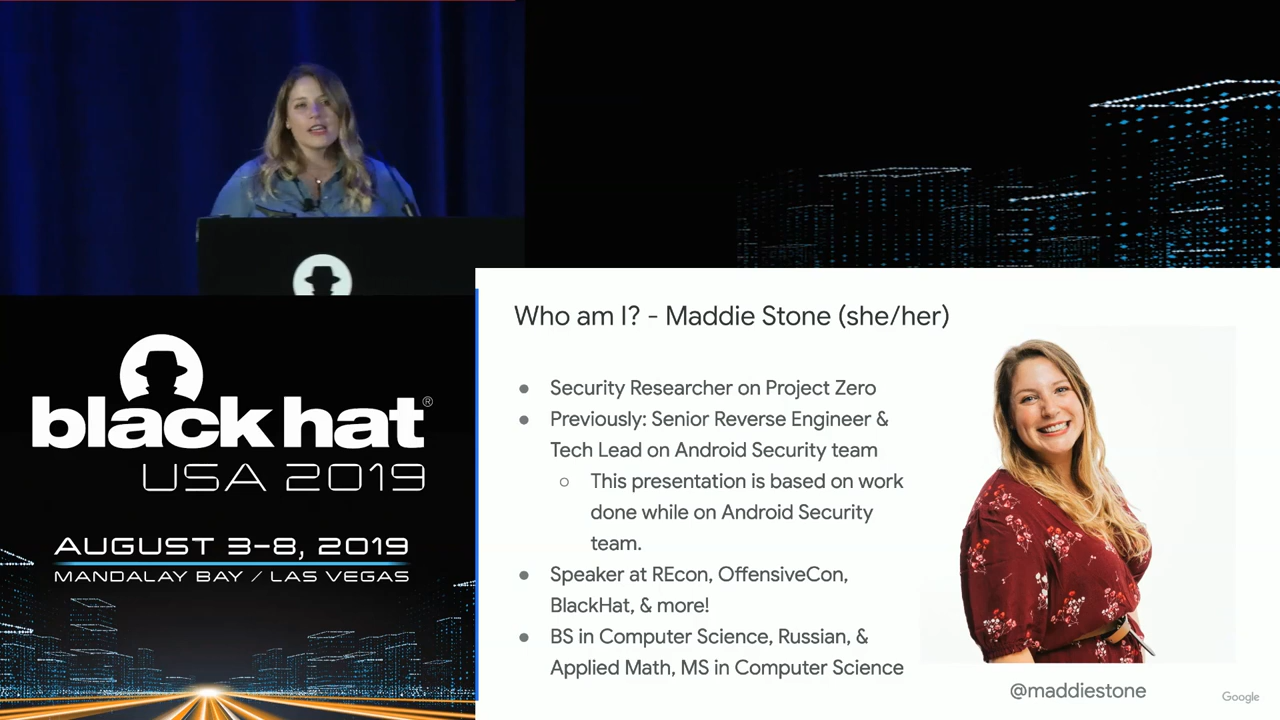 black hat®
USA 2019
AUGUST 3-8, 2019
MANDALAY BAY / LAS VEGAS
Who am I? - Maddie Stone (she/her)
● Security Researcher on Project Zero
● Previously: Senior Reverse Engineer &
Tech Lead on Android Security team
○ This presentation is based on work
done while on Android Security
team.
● Speaker at REcon, OffensiveCon,
BlackHat, & more!
● BS in Computer Science, Russian, &
Applied Math, MS in Computer Science
@maddiestone
Google